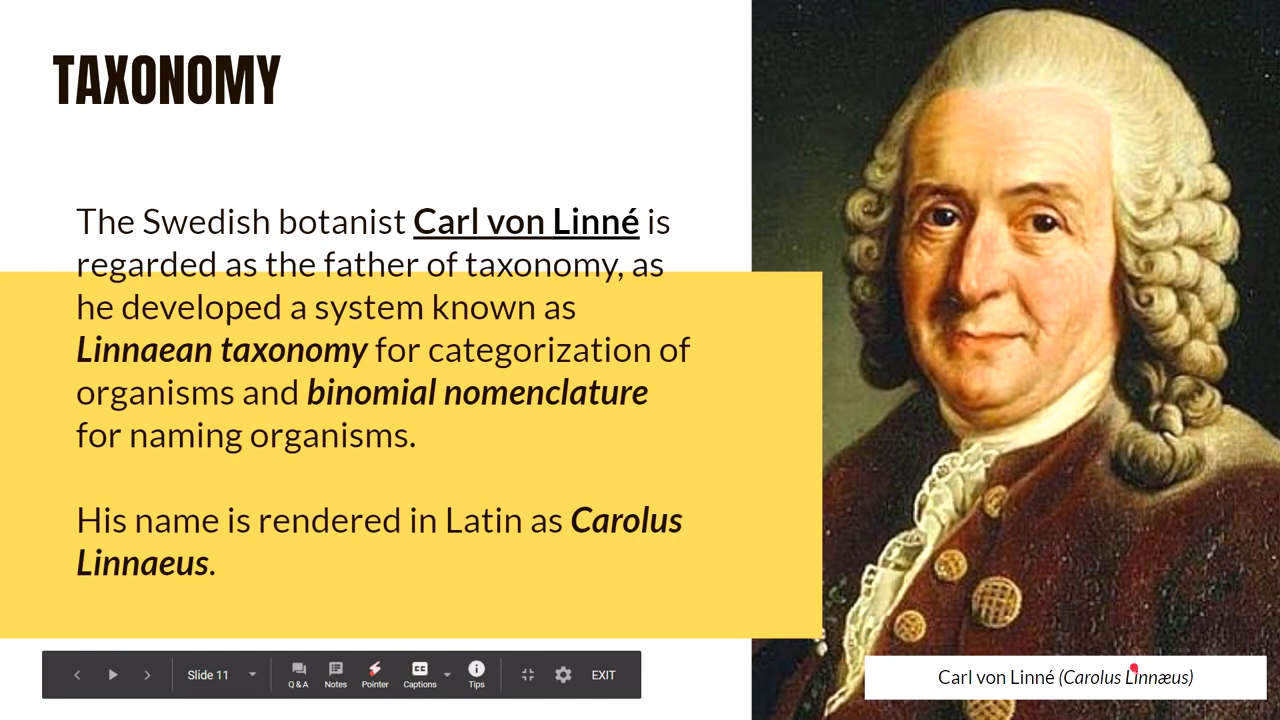 TAXONOMY
The Swedish botanist Carl von Linné is
regarded as the father of taxonomy, as
he developed a system known as
Linnaean taxonomy for categorization of
organisms and binomial nomenclature
for naming organisms.
His name is rendered in Latin as Carolus
Linnaeus.
Slide 11
Q & A
Notes
Pointer
CC
Captions
Tips
EXIT
Carl von Linné (Carolus Linnæus)